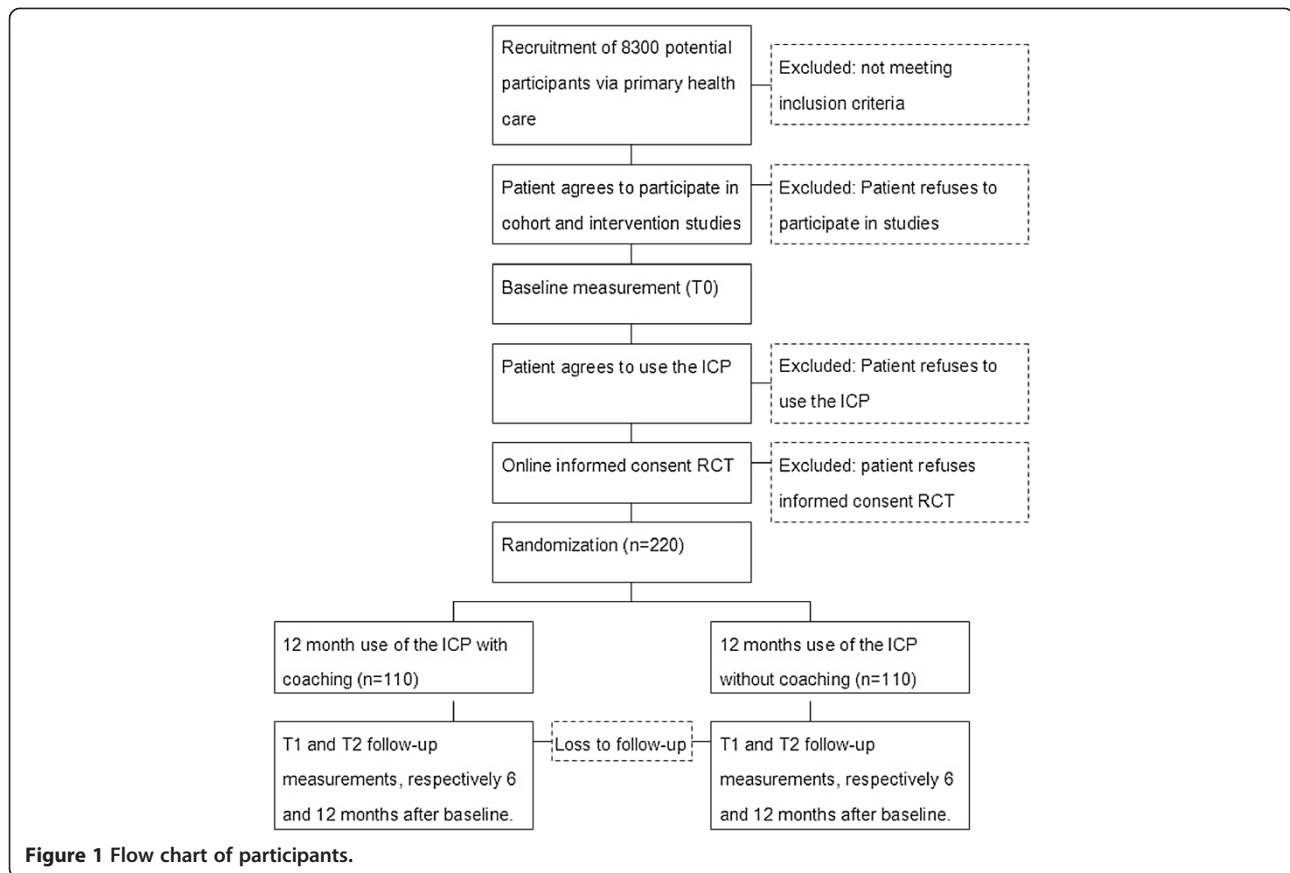 Recruitment of 8300 potential
participants via primary health
care
Excluded: not meeting
inclusion criteria
Patient agrees to participate in
cohort and intervention studies
Excluded: Patient refuses to
participate in studies
Baseline measurement (T0)
Patient agrees to use the ICP
Excluded: Patient refuses to
use the ICP
Online informed consent RCT
Excluded: patient refuses
informed consent RCT
Randomization (n=220)
12 month use of the ICP with
coaching (n=110)
12 months use of the ICP
without coaching (n=110)
T1 and T2 follow-up
measurements, respectively 6
and 12 months after baseline.
Loss to follow-up
T1 and T2 follow-up
measurements, respectively 6
and 12 months after baseline.
Figure 1 Flow chart of participants.